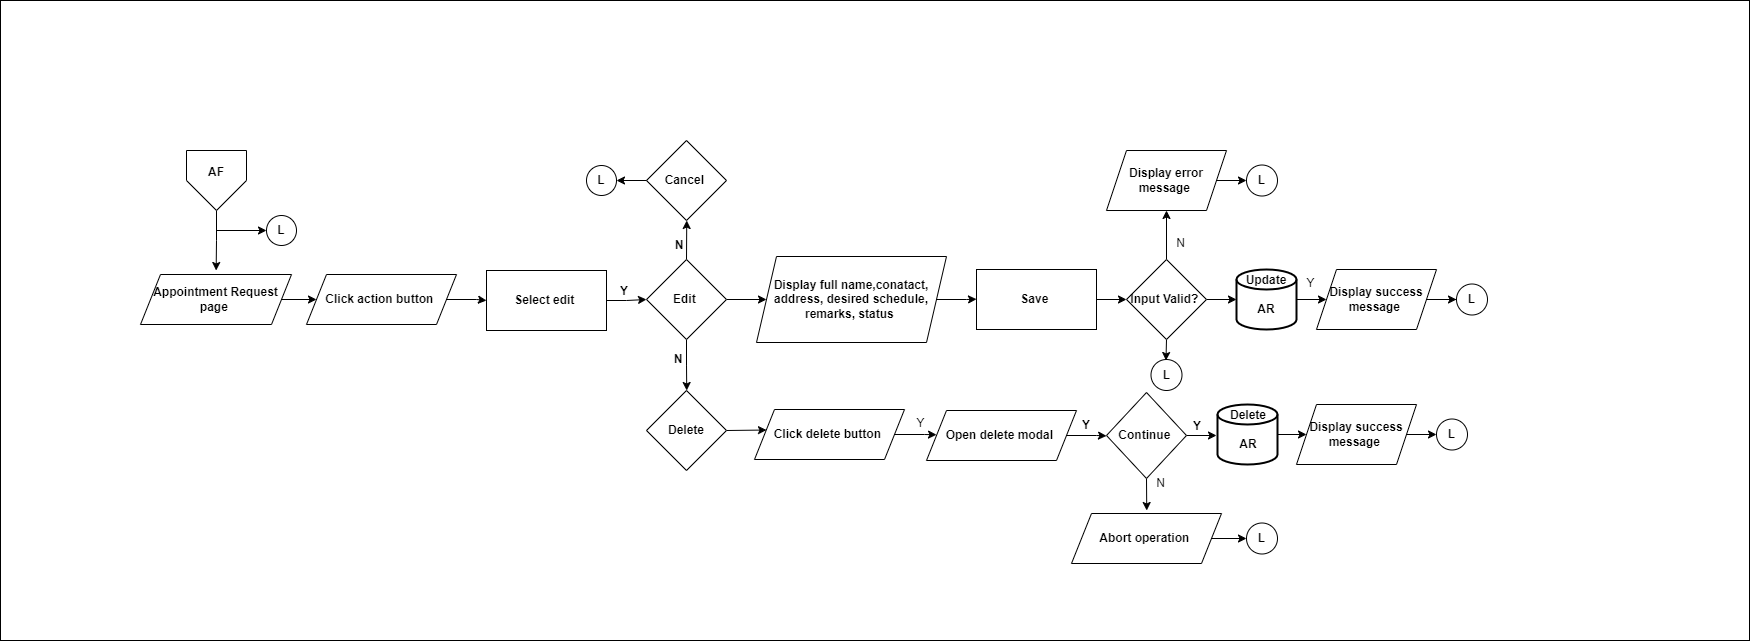 AF
L
Appointment Request
page
Click action button
Select edit
Y
Edit
N
Cancel
L
N
Delete
Display full name,conatact,
address, desired schedule,
remarks, status
Save
Input Valid?
N
Display error
message
L
L
Update
AR
Y
Display success
message
L
Click delete button
Y
Open delete modal
Y
Continue
Y
Delete
AR
Display success
message
L
N
Abort operation
L